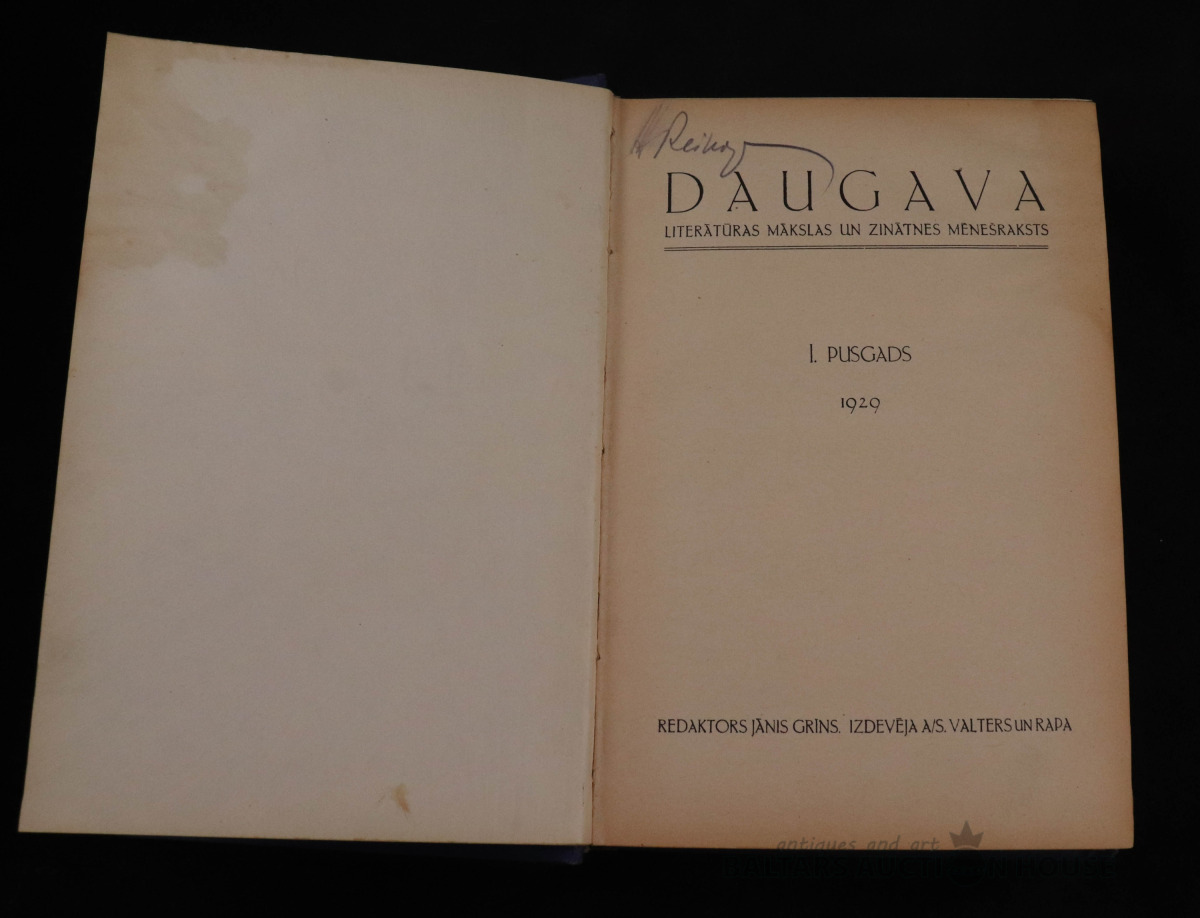 DAUGAVA
LITERĀTŪRAS MĀKSLAS UN ZINĀTNES MĒNEŠRAKSTS
I. PUSGADS
1929
REDAKTORS JĀNIS GRĪNS. IZDEVĒJA A/S. VALTERS UN RAPA
antiques and art